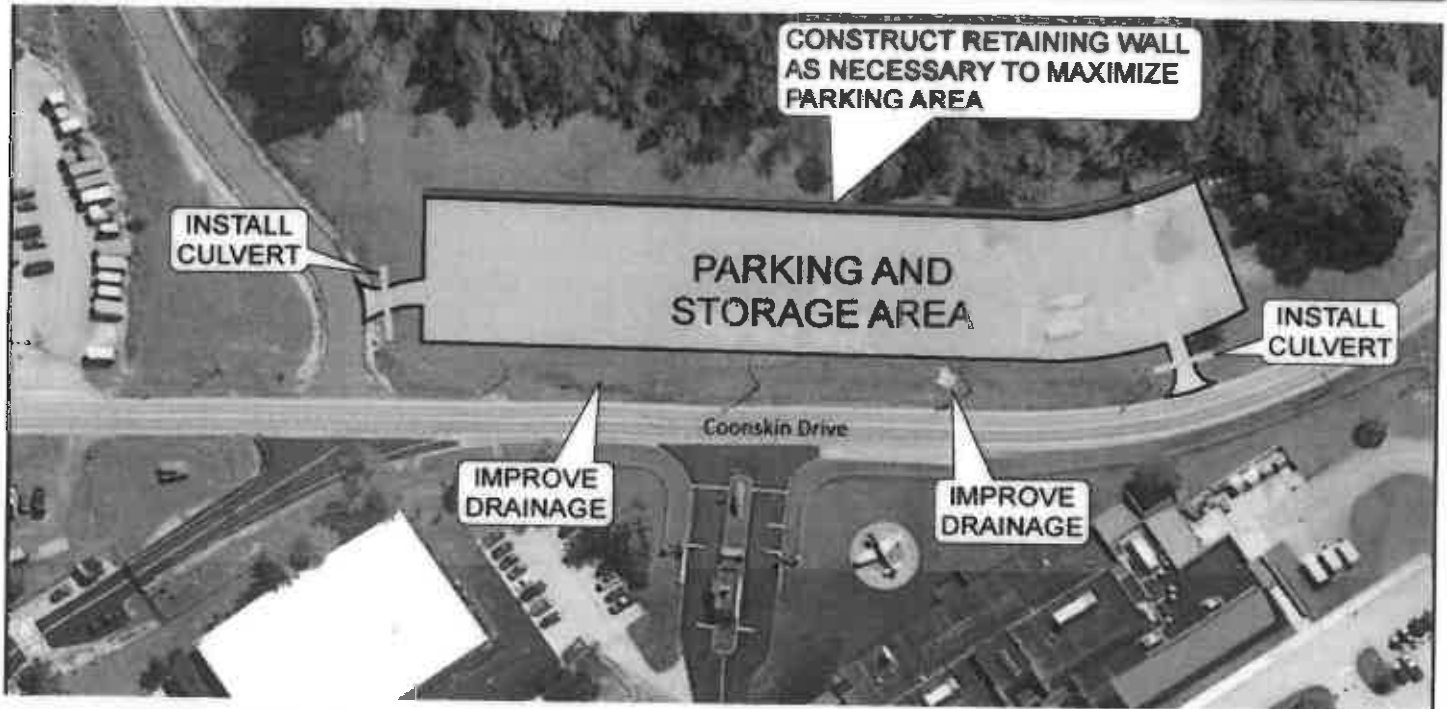 CONSTRUCT RETAINING WALL
AS NECESSARY TO MAXIMIZE
PARKING AREA
INSTALL
CULVERT
PARKING AND
STORAGE AREA
INSTALL
CULVERT
Coonskin Drive
IMPROVE
DRAINAGE
IMPROVE
DRAINAGE